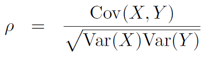 ρ = Cov(X, Y) / √Var(X)Var(Y)